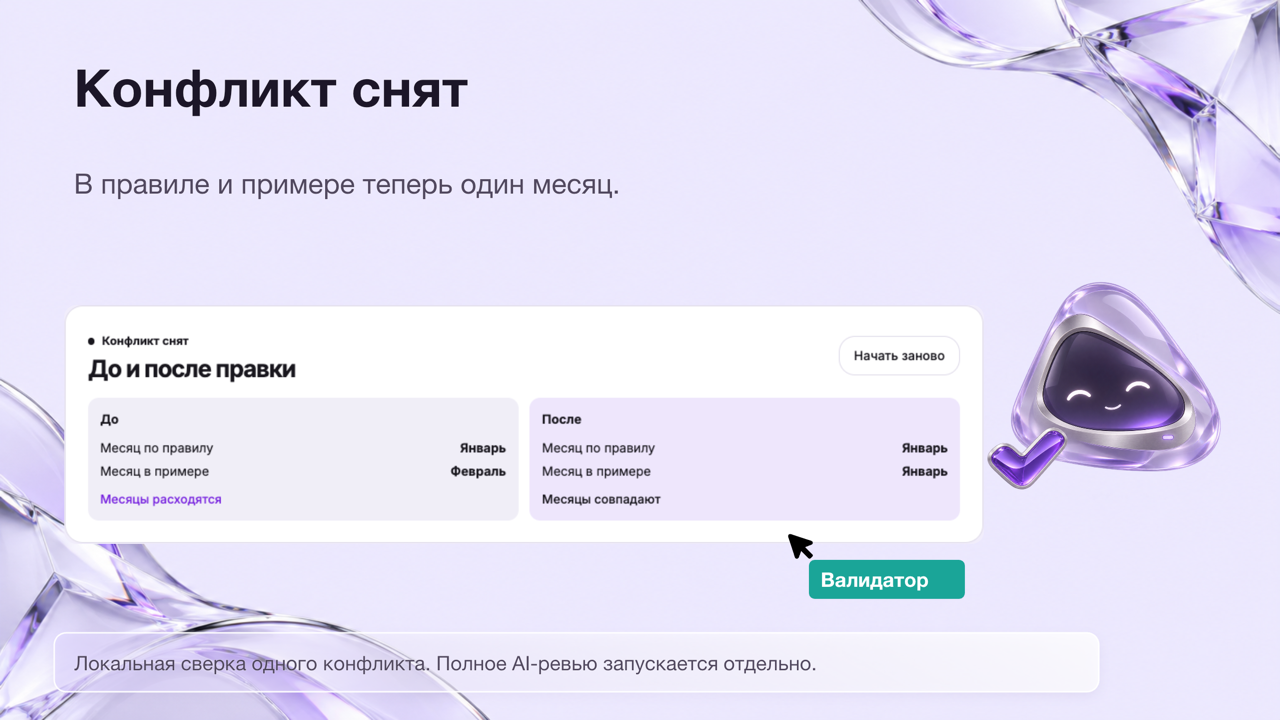 Конфликт снят
В правиле и примере теперь один месяц.
Конфликт снят
До и после правки
Начать заново
До
Месяц по правилу Январь
Месяц в примере Февраль
Месяцы расходятся
После
Месяц по правилу Январь
Месяц в примере Январь
Месяцы совпадают
Валидатор
Локальная сверка одного конфликта. Полное AI-ревью запускается отдельно.